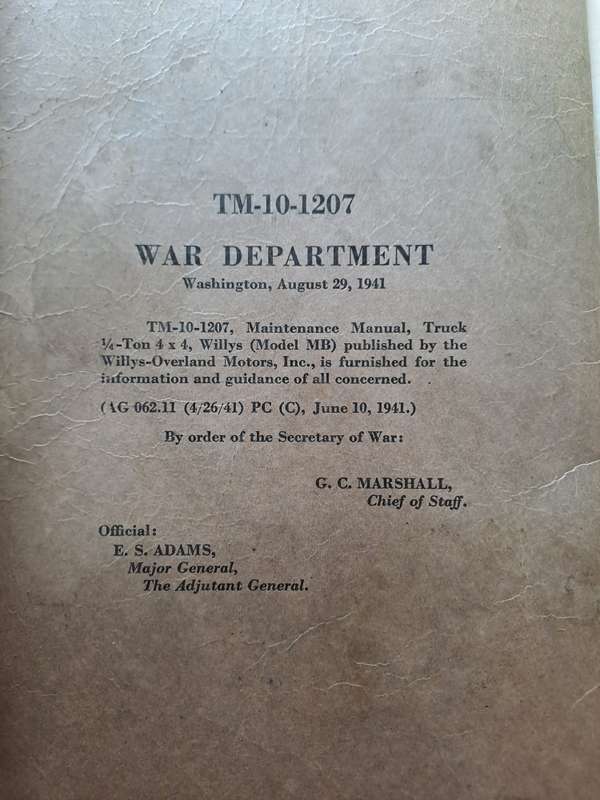 TM-10-1207
WAR DEPARTMENT
Washington, August 29, 1941
TM-10-1207, Maintenance Manual, Truck
¼-Ton 4 x 4, Willys (Model MB) published by the
Willys-Overland Motors, Inc., is furnished for the
information and guidance of all concerned.
(AG 062.11 (4/26/41) PC (C), June 10, 1941.)
By order of the Secretary of War:
G. C. MARSHALL,
Chief of Staff.
Official:
E. S. ADAMS,
Major General,
The Adjutant General.